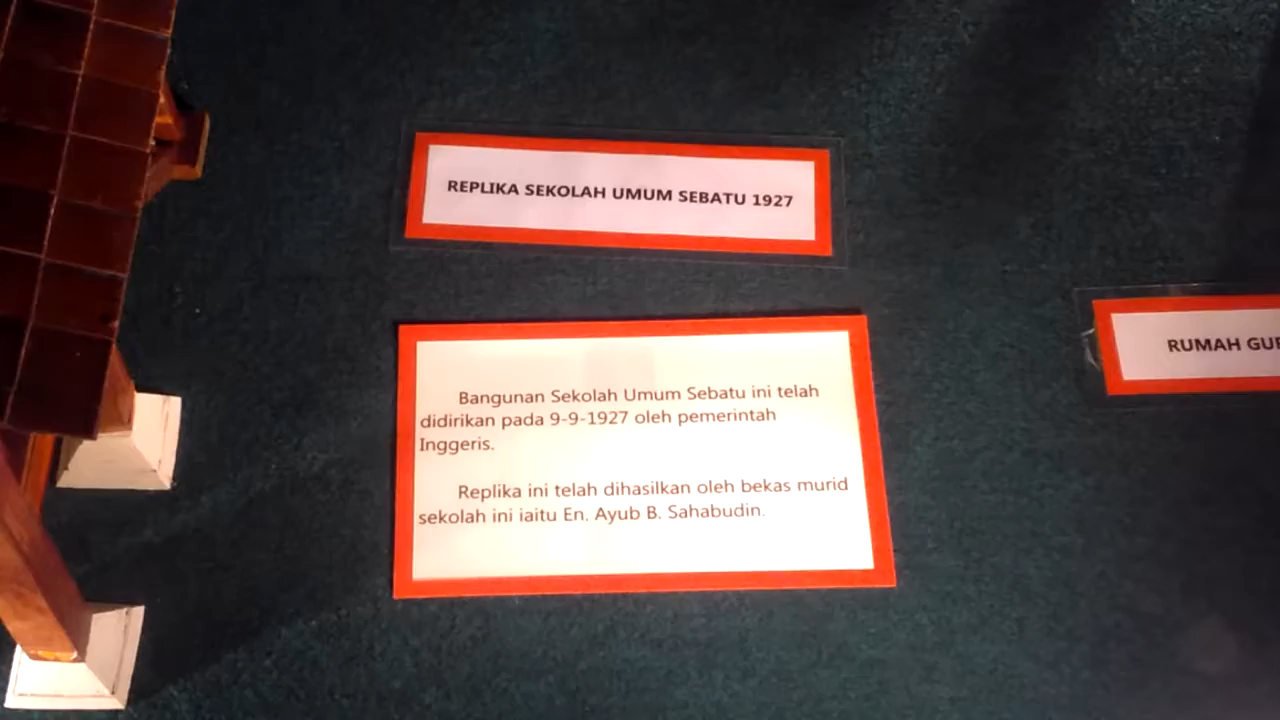 REPLIKA SEKOLAH UMUM SEBATU 1927
Bangunan Sekolah Umum Sebatu ini telah
didirikan pada 9-9-1927 oleh pemerintah
Inggeris.
Replika ini telah dihasilkan oleh bekas murid
sekolah ini iaitu En. Ayub B. Sahabudin.
RUMAH